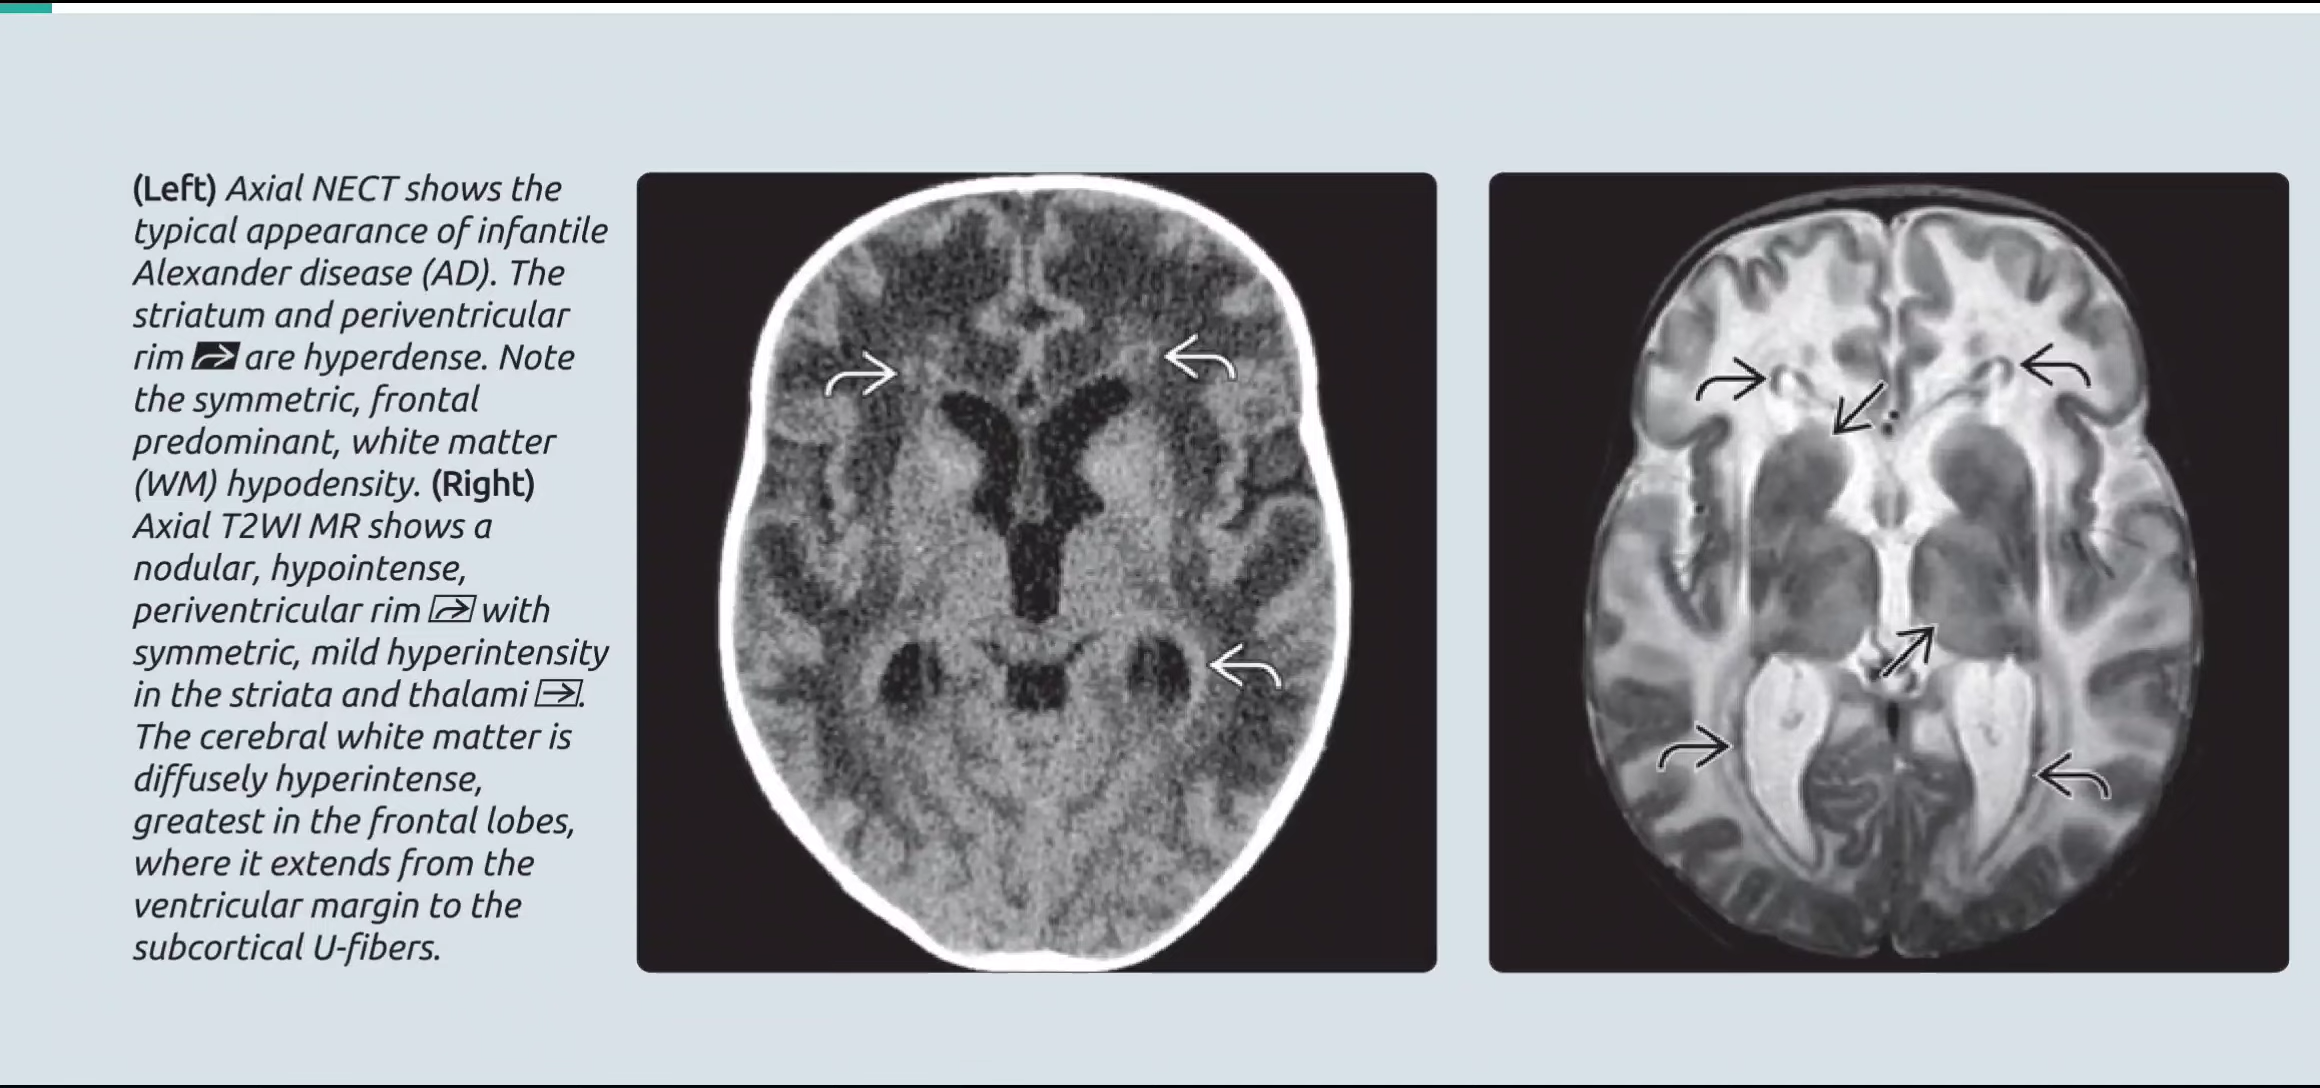 (Left) Axial NECT shows the
typical appearance of infantile
Alexander disease (AD). The
striatum and periventricular
rim are hyperdense. Note
the symmetric, frontal
predominant, white matter
(WM) hypodensity. (Right)
Axial T2WI MR shows a
nodular, hypointense,
periventricular rim with
symmetric, mild hyperintensity
in the striata and thalami .
The cerebral white matter is
diffusely hyperintense,
greatest in the frontal lobes,
where it extends from the
ventricular margin to the
subcortical U-fibers.